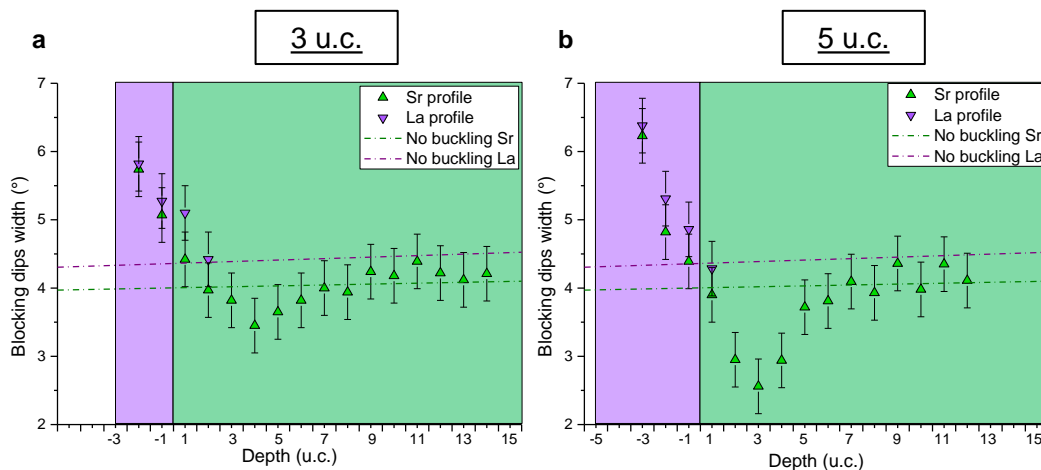 a
3 u.c.
7
6
5
4
3
2
Blocking dips width (°)
Sr profile
La profile
No buckling Sr
No buckling La
-3 -1 1 3 5 7 9 11 13 15
Depth (u.c.)
b
5 u.c.
7
6
5
4
3
2
Blocking dips width (°)
Sr profile
La profile
No buckling Sr
No buckling La
-5 -3 -1 1 3 5 7 9 11 13 15
Depth (u.c.)